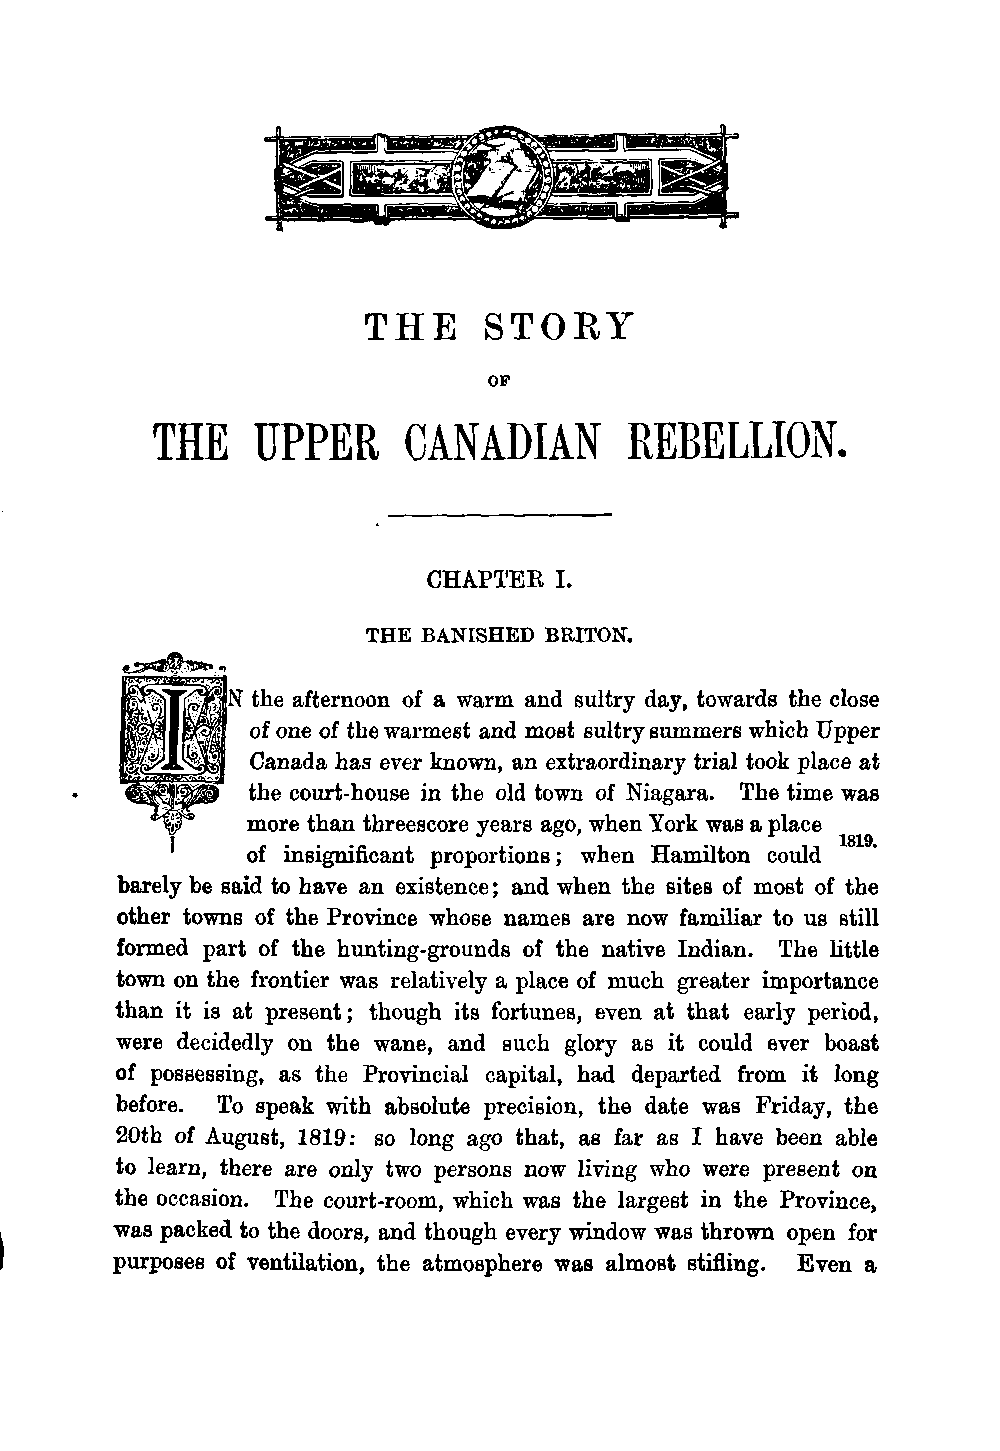 THE STORY
OF
THE UPPER CANADIAN REBELLION.
CHAPTER I.
THE BANISHED BRITON.
IN the afternoon of a warm and sultry day, towards the close
of one of the warmest and most sultry summers which Upper
Canada has ever known, an extraordinary trial took place at
the court-house in the old town of Niagara. The time was
more than threescore years ago, when York was a place
1819.
of insignificant proportions; when Hamilton could
barely be said to have an existence; and when the sites of most of the
other towns of the Province whose names are now familiar to us still
formed part of the hunting-grounds of the native Indian. The little
town on the frontier was relatively a place of much greater importance
than it is at present; though its fortunes, even at that early period,
were decidedly on the wane, and such glory as it could ever boast
of possessing, as the Provincial capital, had departed from it long
before. To speak with absolute precision, the date was Friday, the
20th of August, 1819: so long ago that, as far as I have been able
to learn, there are only two persons now living who were present on
the occasion. The court-room, which was the largest in the Province,
was packed to the doors, and though every window was thrown open for
purposes of ventilation, the atmosphere was almost stifling. Even a